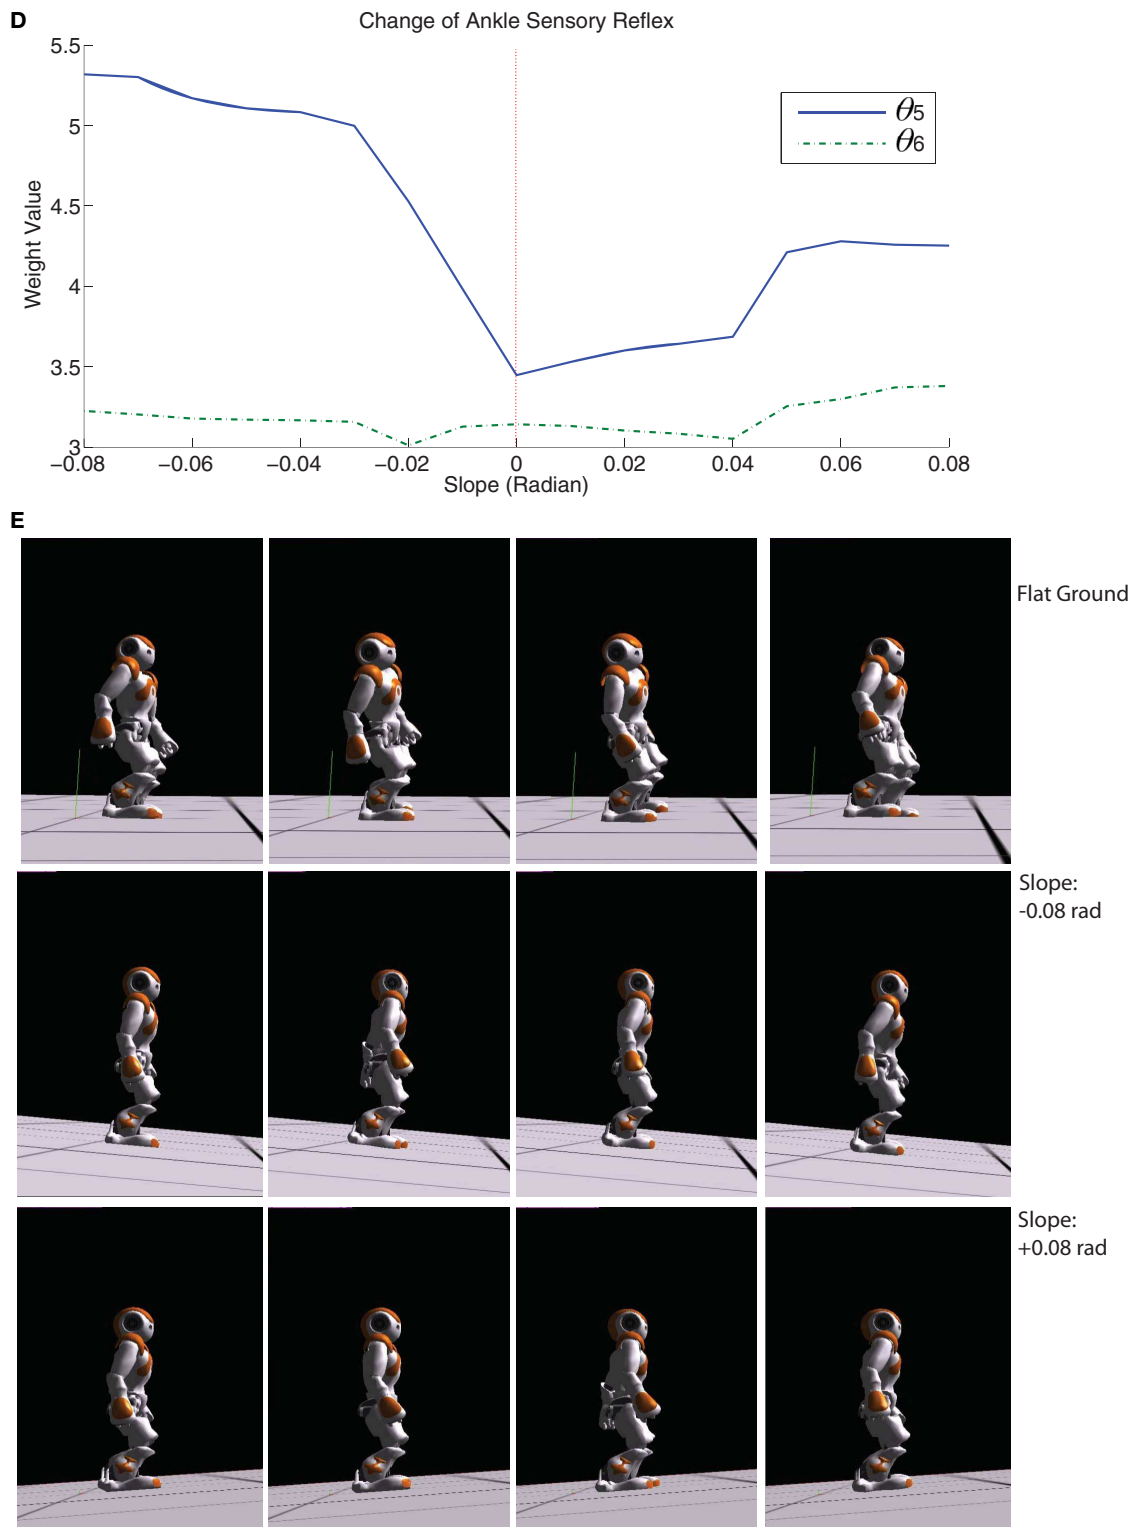 D
Change of Ankle Sensory Reflex
5.5
5
4.5
4
3.5
3
Weight Value
θ5
θ6
−0.08 −0.06 −0.04 −0.02 0 0.02 0.04 0.06 0.08
Slope (Radian)
E
Flat Ground
Slope:
-0.08 rad
Slope:
+0.08 rad